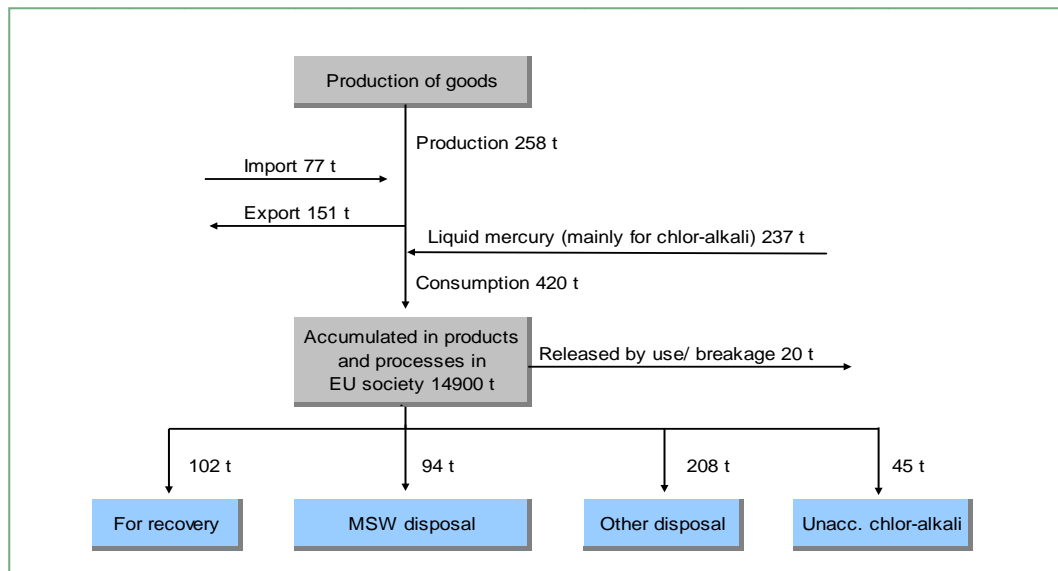 Production of goods
Production 258 t
Import 77 t
Export 151 t
Liquid mercury (mainly for chlor-alkali) 237 t
Consumption 420 t
Accumulated in products
and processes in
EU society 14900 t
Released by use/ breakage 20 t
102 t
94 t
208 t
45 t
For recovery
MSW disposal
Other disposal
Unacc. chlor-alkali